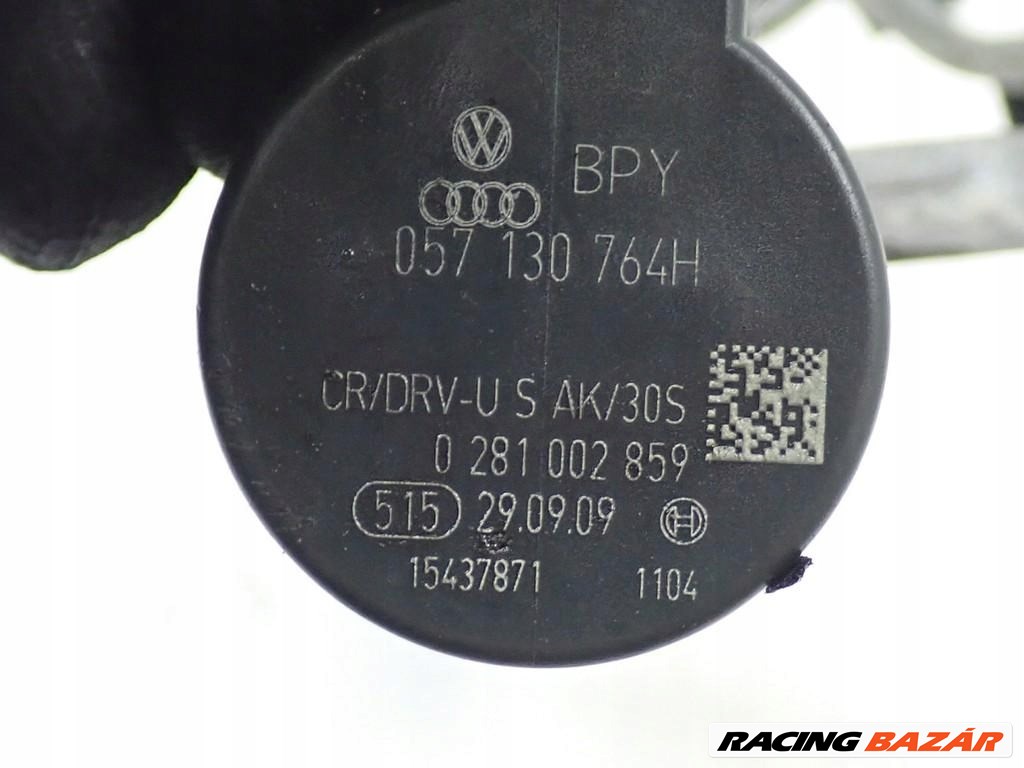 BPY
057 130 764H
CR/DRV-U S AK/30S
0 281 002 859
515 29.09.09
15437871 1104
RACING BAZÁR